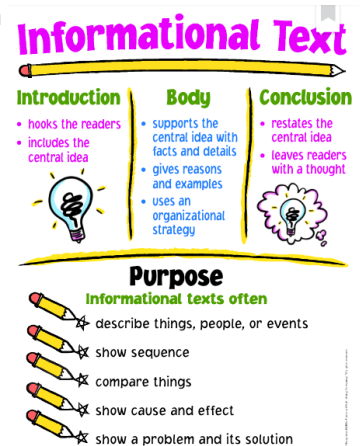 Informational Text
Introduction
• hooks the readers
• includes the
central idea
Body
• supports the
central idea with
facts and details
• gives reasons
and examples
• uses an
organizational
strategy
Conclusion
• restates the
central idea
• leaves readers
with a thought
Purpose
Informational texts often
describe things, people, or events
show sequence
compare things
show cause and effect
show a problem and its solution